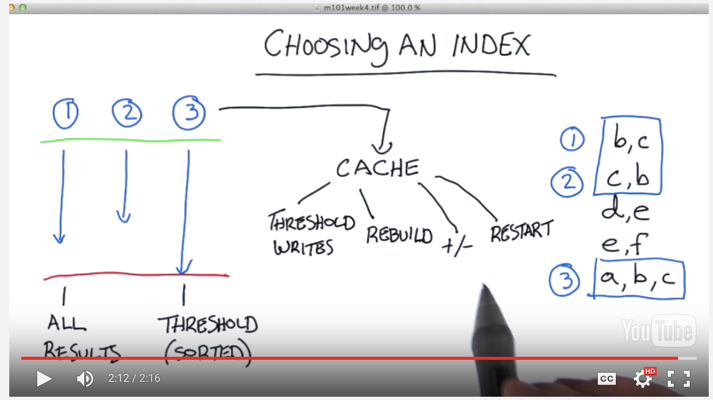 m101week4.tif @ 100.0 %
CHOOSING AN INDEX
1 2 3
CACHE
THRESHOLD
WRITES
REBUILD
+/-
RESTART
1 b,c
2 c,b
d,e
e,f
3 a,b,c
ALL
RESULTS
THRESHOLD
(SORTED)
YouTube
2:12 / 2:16
CC
HD